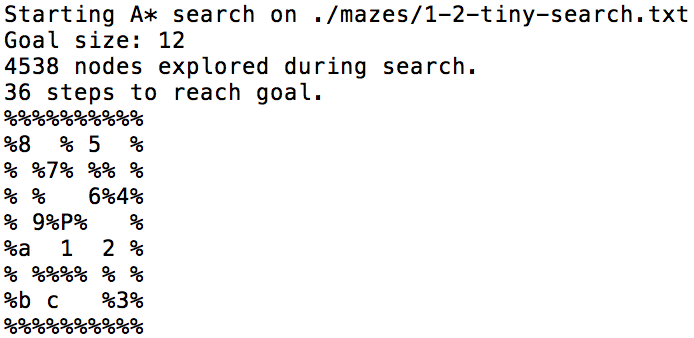 Starting A* search on ./mazes/1-2-tiny-search.txt
Goal size: 12
4538 nodes explored during search.
36 steps to reach goal.
%%%%%%%%%%
%8  % 5  %
% %7% %% %
% %   6%4%
% 9%P%   %
%a  1  2 %
% %%%% % %
%b c   %3%
%%%%%%%%%%